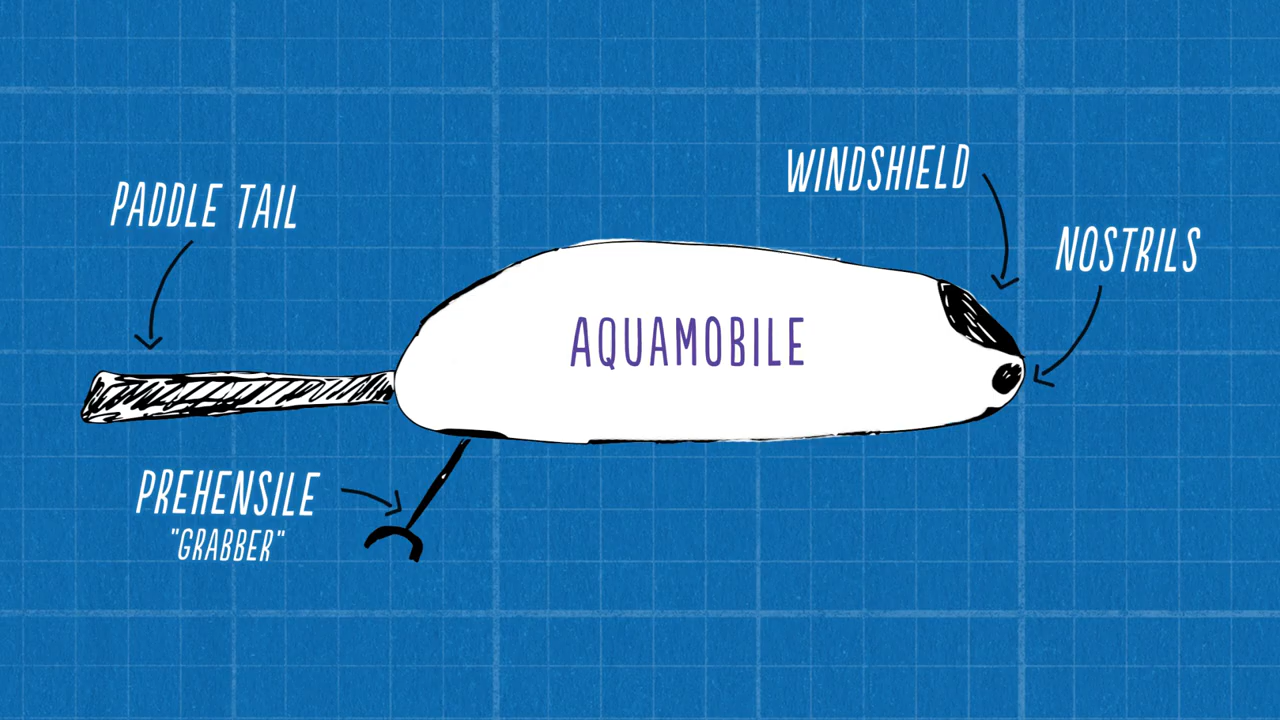 WINDSHIELD
PADDLE TAIL
NOSTRILS
AQUAMOBILE
PREHENSILE
"GRABBER"